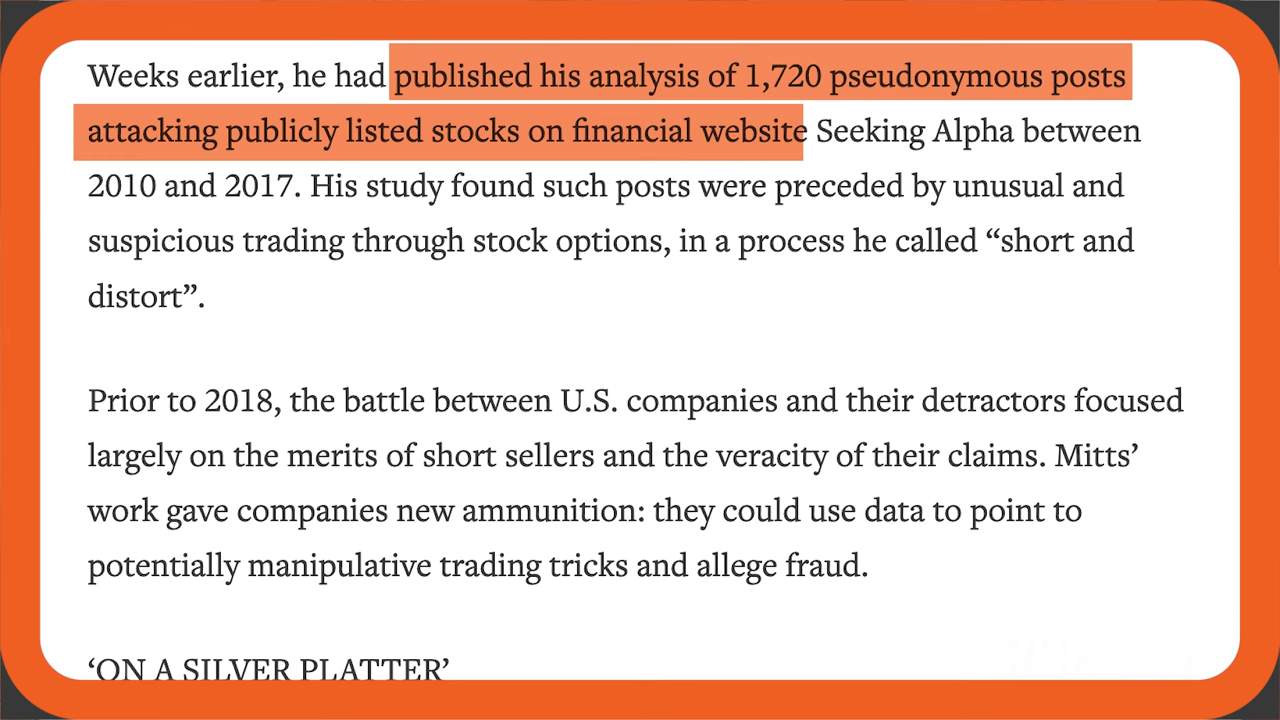 Weeks earlier, he had published his analysis of 1,720 pseudonymous posts
attacking publicly listed stocks on financial website Seeking Alpha between
2010 and 2017. His study found such posts were preceded by unusual and
suspicious trading through stock options, in a process he called “short and
distort”.
Prior to 2018, the battle between U.S. companies and their detractors focused
largely on the merits of short sellers and the veracity of their claims. Mitts’
work gave companies new ammunition: they could use data to point to
potentially manipulative trading tricks and allege fraud.
‘ON A SILVER PLATTER’